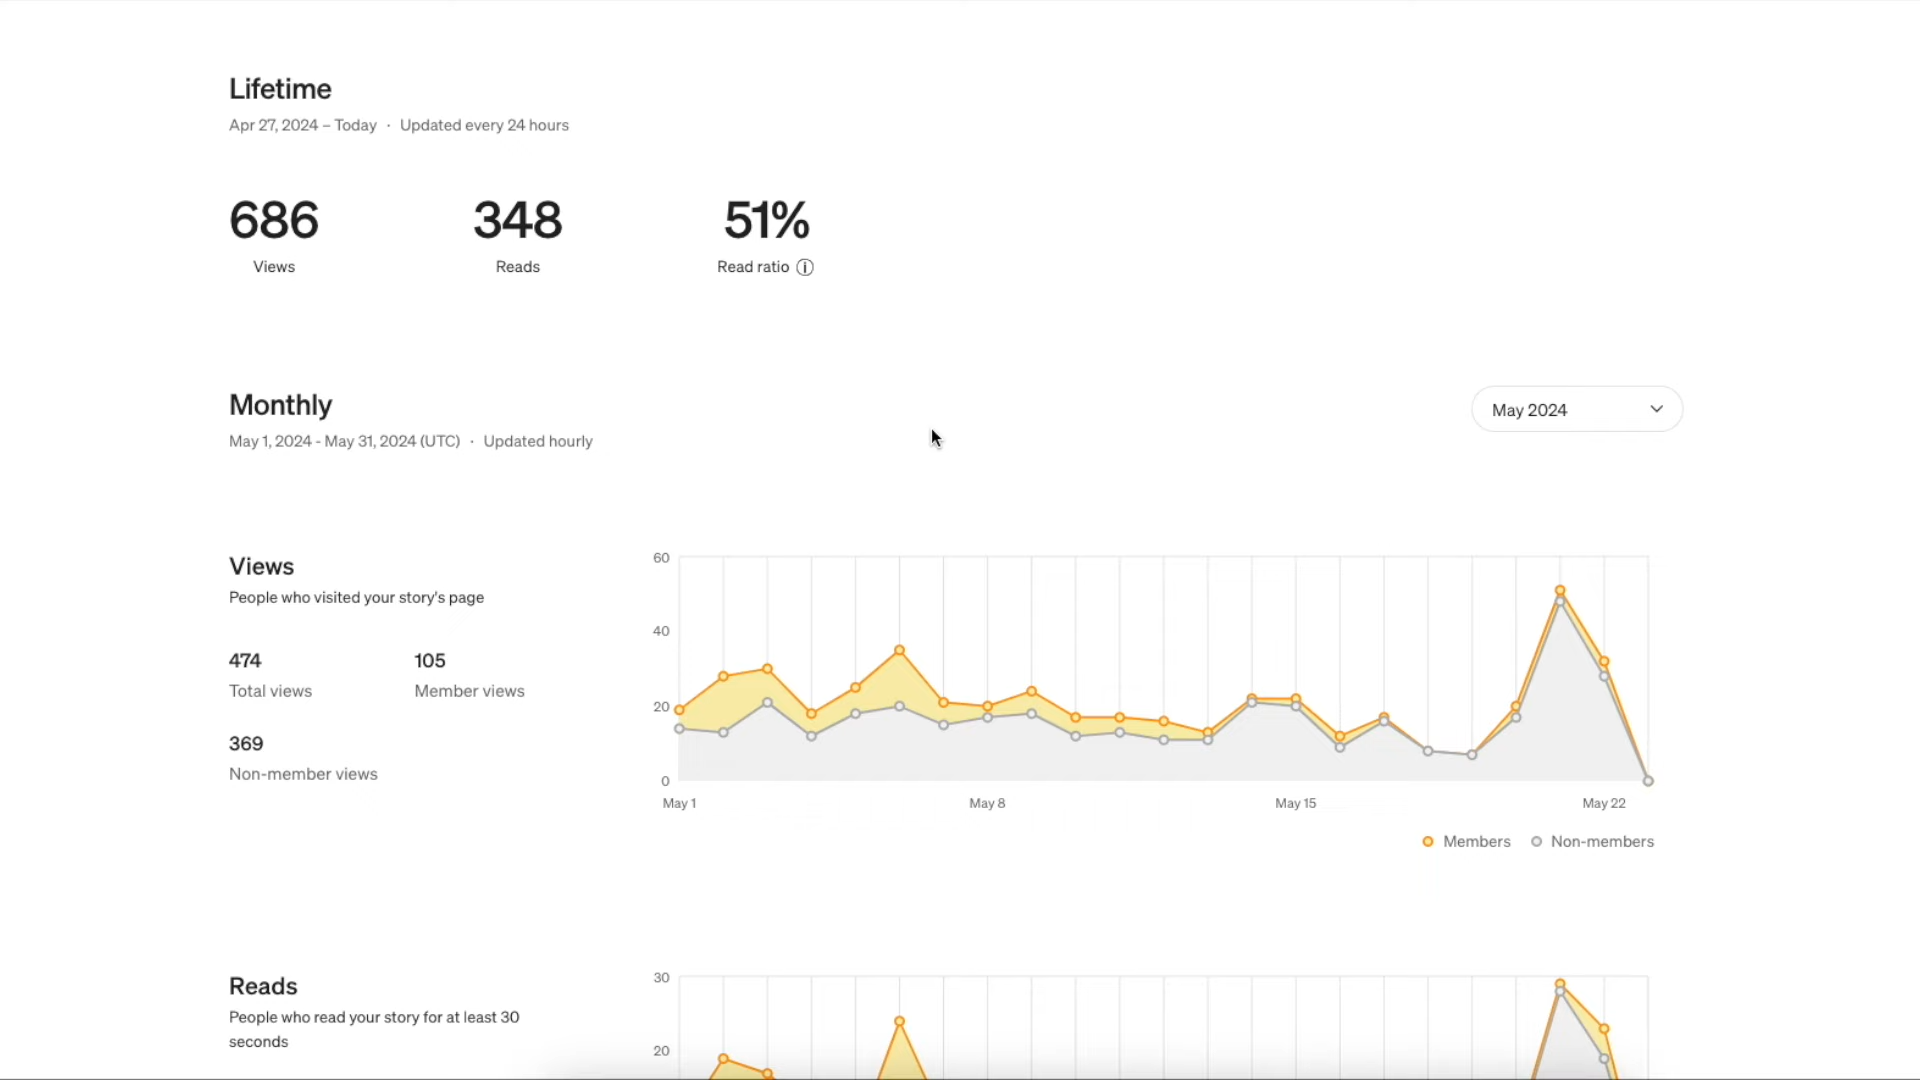 Lifetime
Apr 27, 2024 – Today · Updated every 24 hours
686 348 51%
Views Reads Read ratio
Monthly
May 1, 2024 - May 31, 2024 (UTC) · Updated hourly
May 2024
Views
People who visited your story's page
474 105
Total views Member views
369
Non-member views
60
40
20
0
May 1 May 8 May 15 May 22
Members Non-members
Reads
People who read your story for at least 30
seconds
30
20